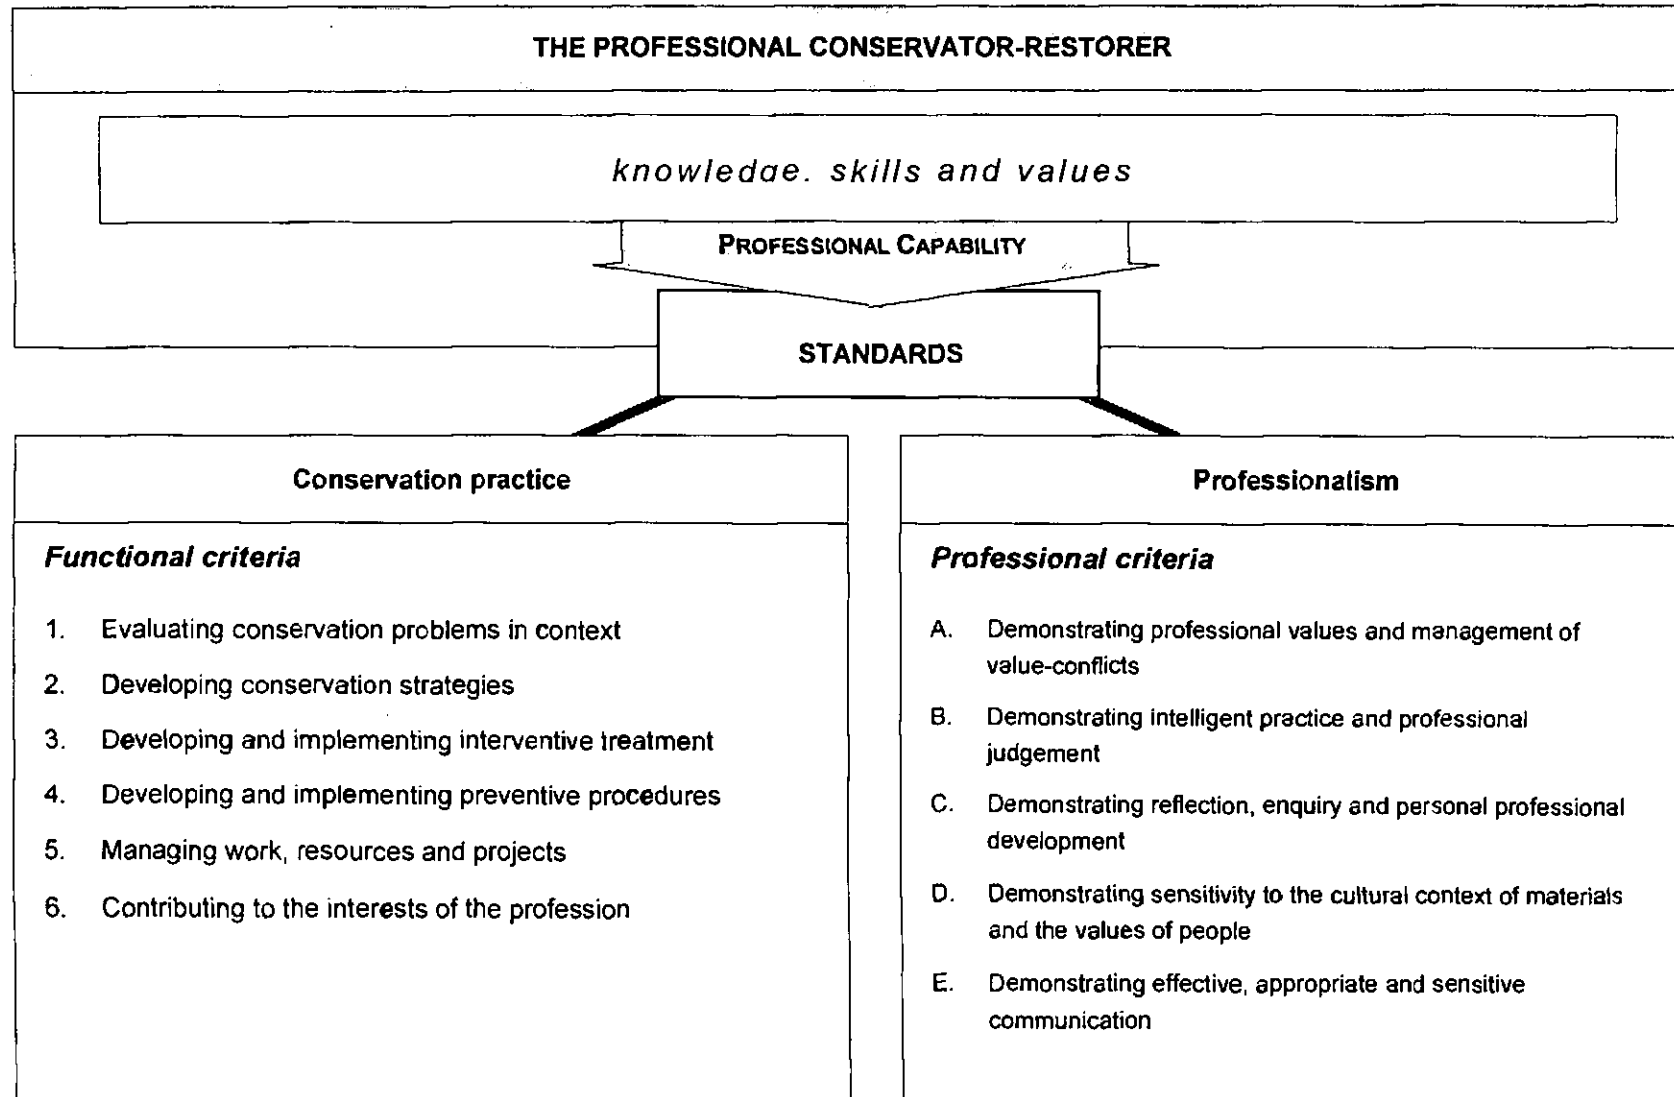 THE PROFESSIONAL CONSERVATOR-RESTORER
knowledge. skills and values
PROFESSIONAL CAPABILITY
STANDARDS
Conservation practice
Functional criteria
1. Evaluating conservation problems in context
2. Developing conservation strategies
3. Developing and implementing interventive treatment
4. Developing and implementing preventive procedures
5. Managing work, resources and projects
6. Contributing to the interests of the profession
Professionalism
Professional criteria
A. Demonstrating professional values and management of
value-conflicts
B. Demonstrating intelligent practice and professional
judgement
C. Demonstrating reflection, enquiry and personal professional
development
D. Demonstrating sensitivity to the cultural context of materials
and the values of people
E. Demonstrating effective, appropriate and sensitive
communication